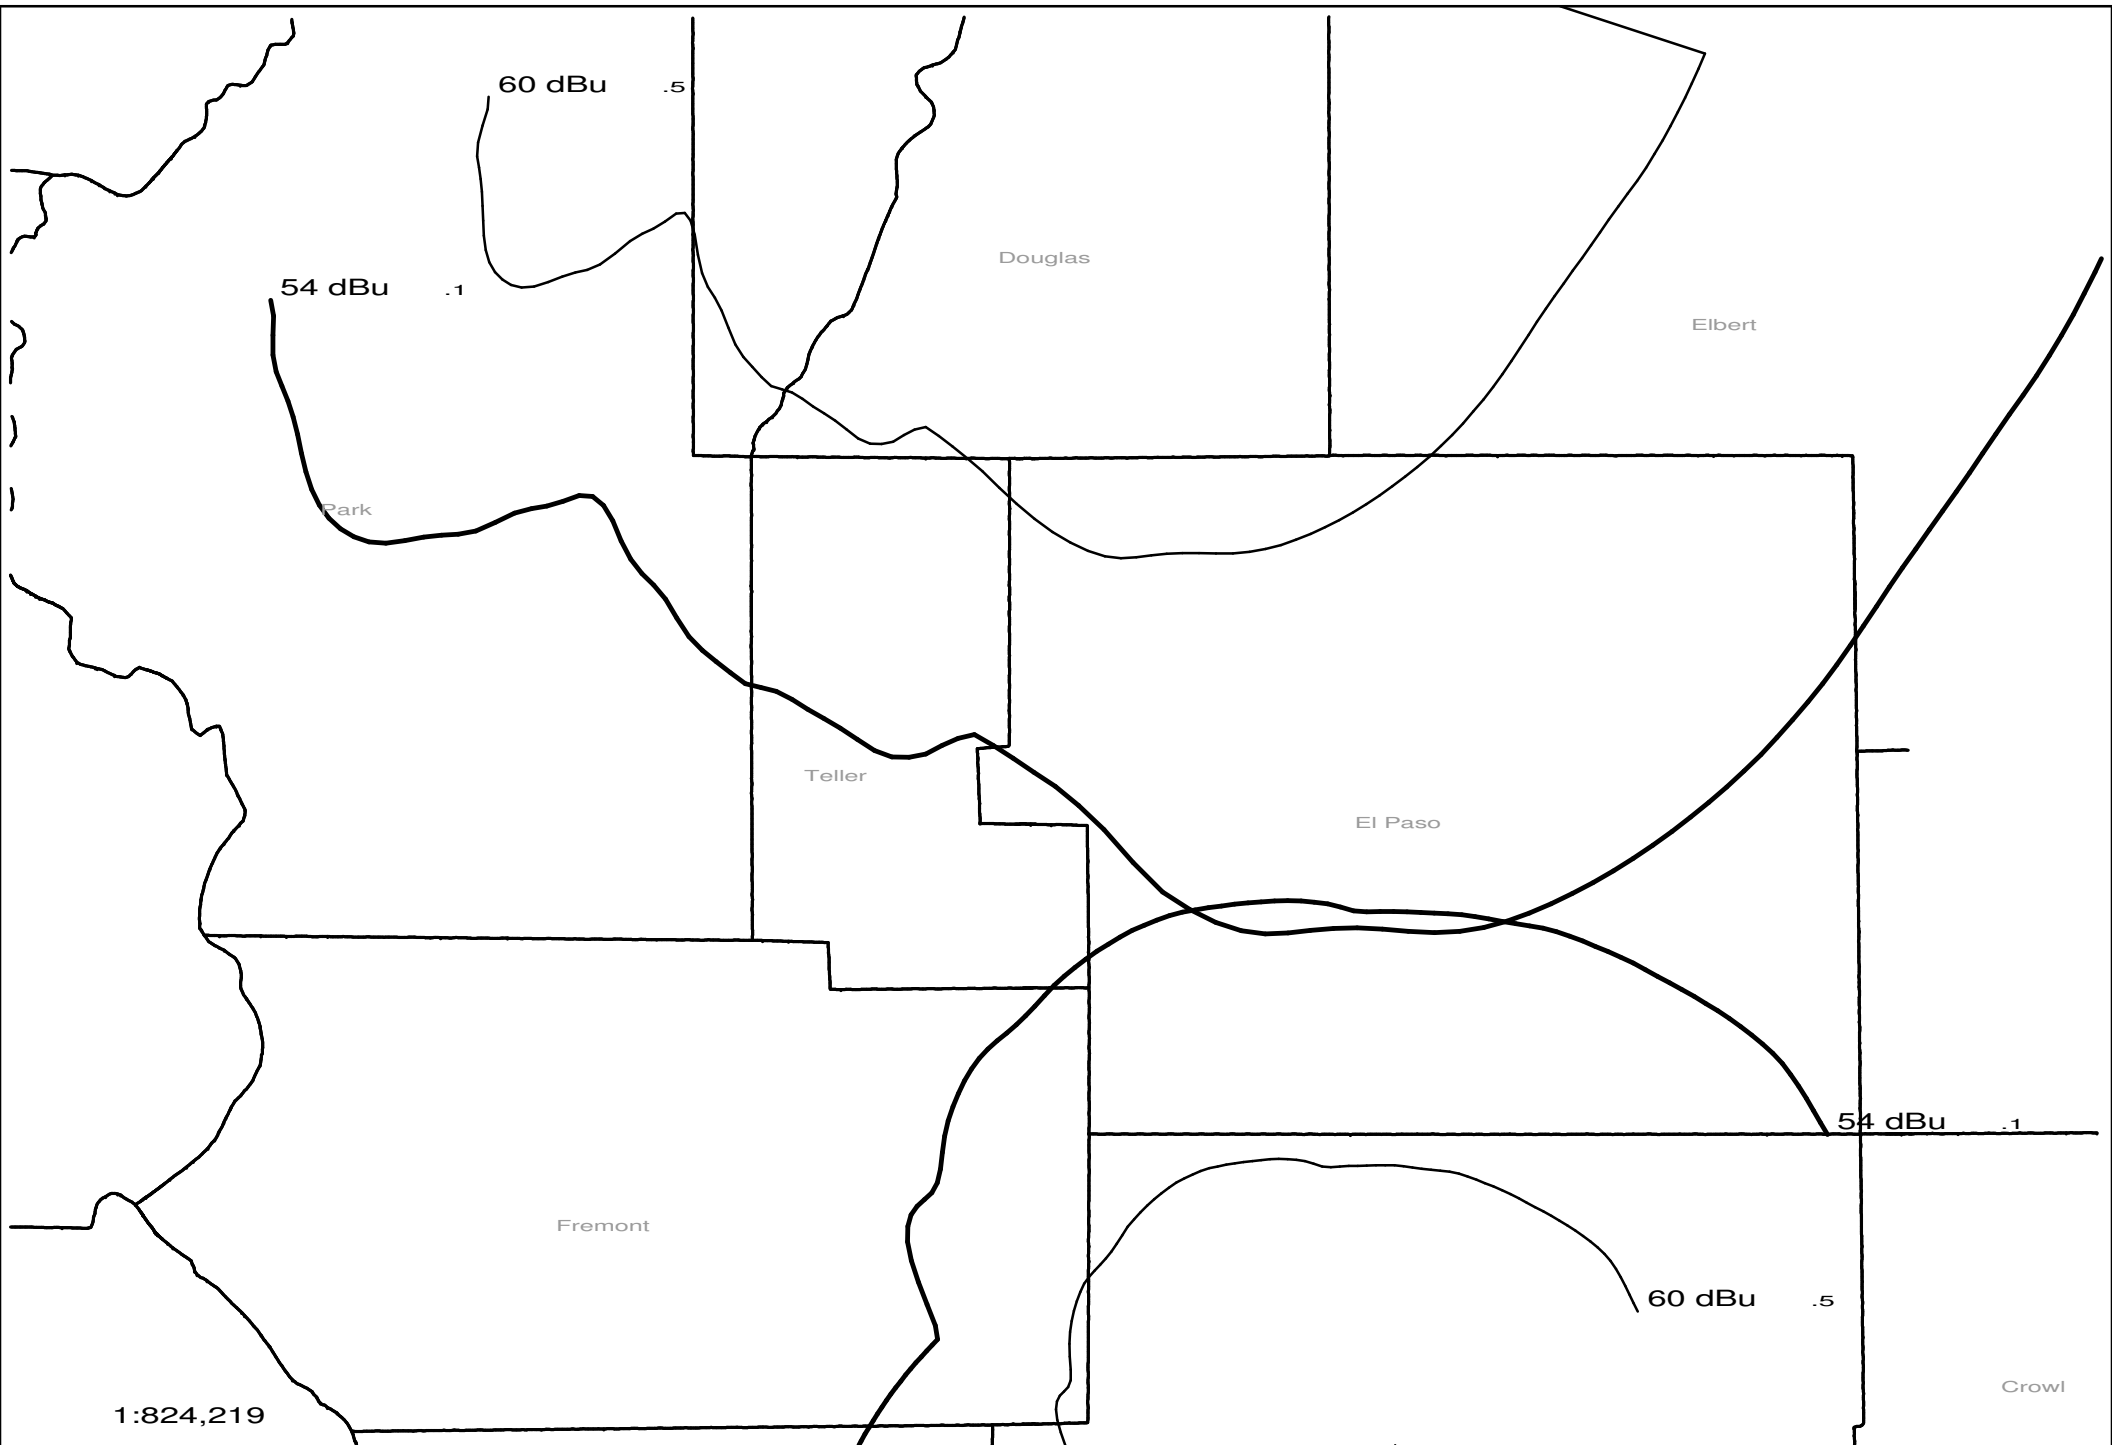 60 dBu .5
Douglas
54 dBu .1
Elbert
Park
Teller
El Paso
54 dBu .1
Fremont
60 dBu .5
Crowl
1:824,219